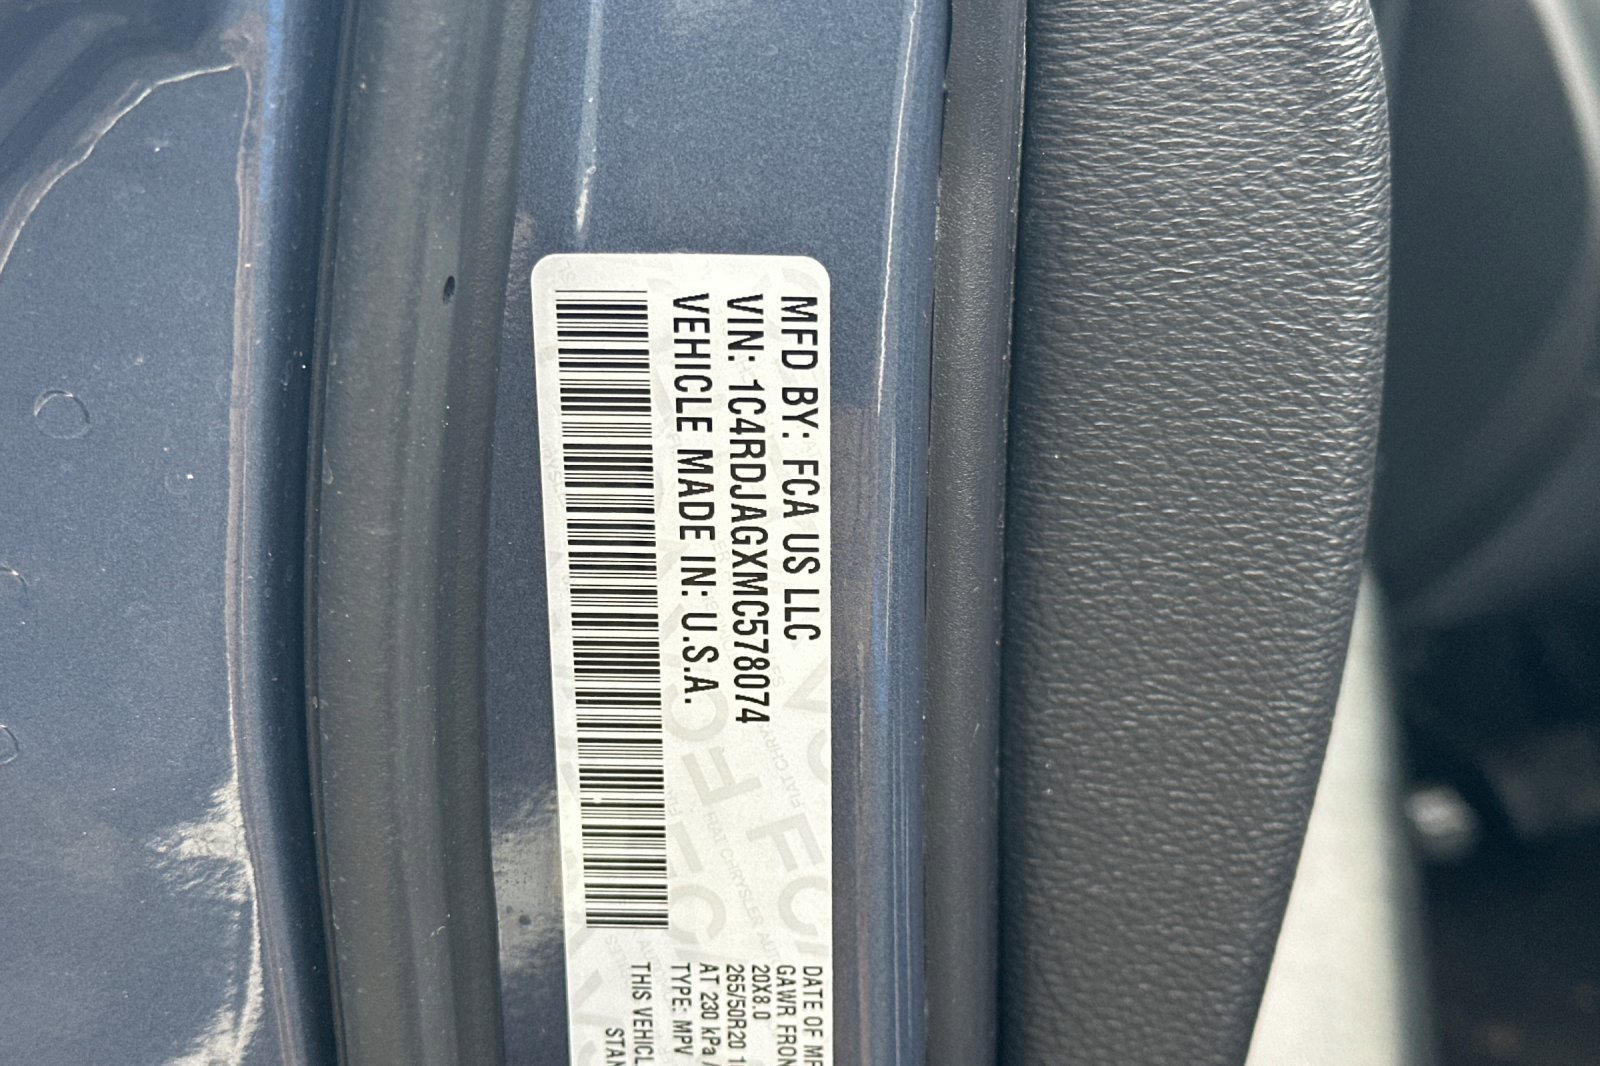 MFD BY: FCA US LLC
VIN: 1C4RDJAGXMC578074
VEHICLE MADE IN: U.S.A.
DATE OF
GAWR FRON
20X8.0
265/50R20
AT 230 kPa
TYPE: MPV
THIS VEHICL
STAN